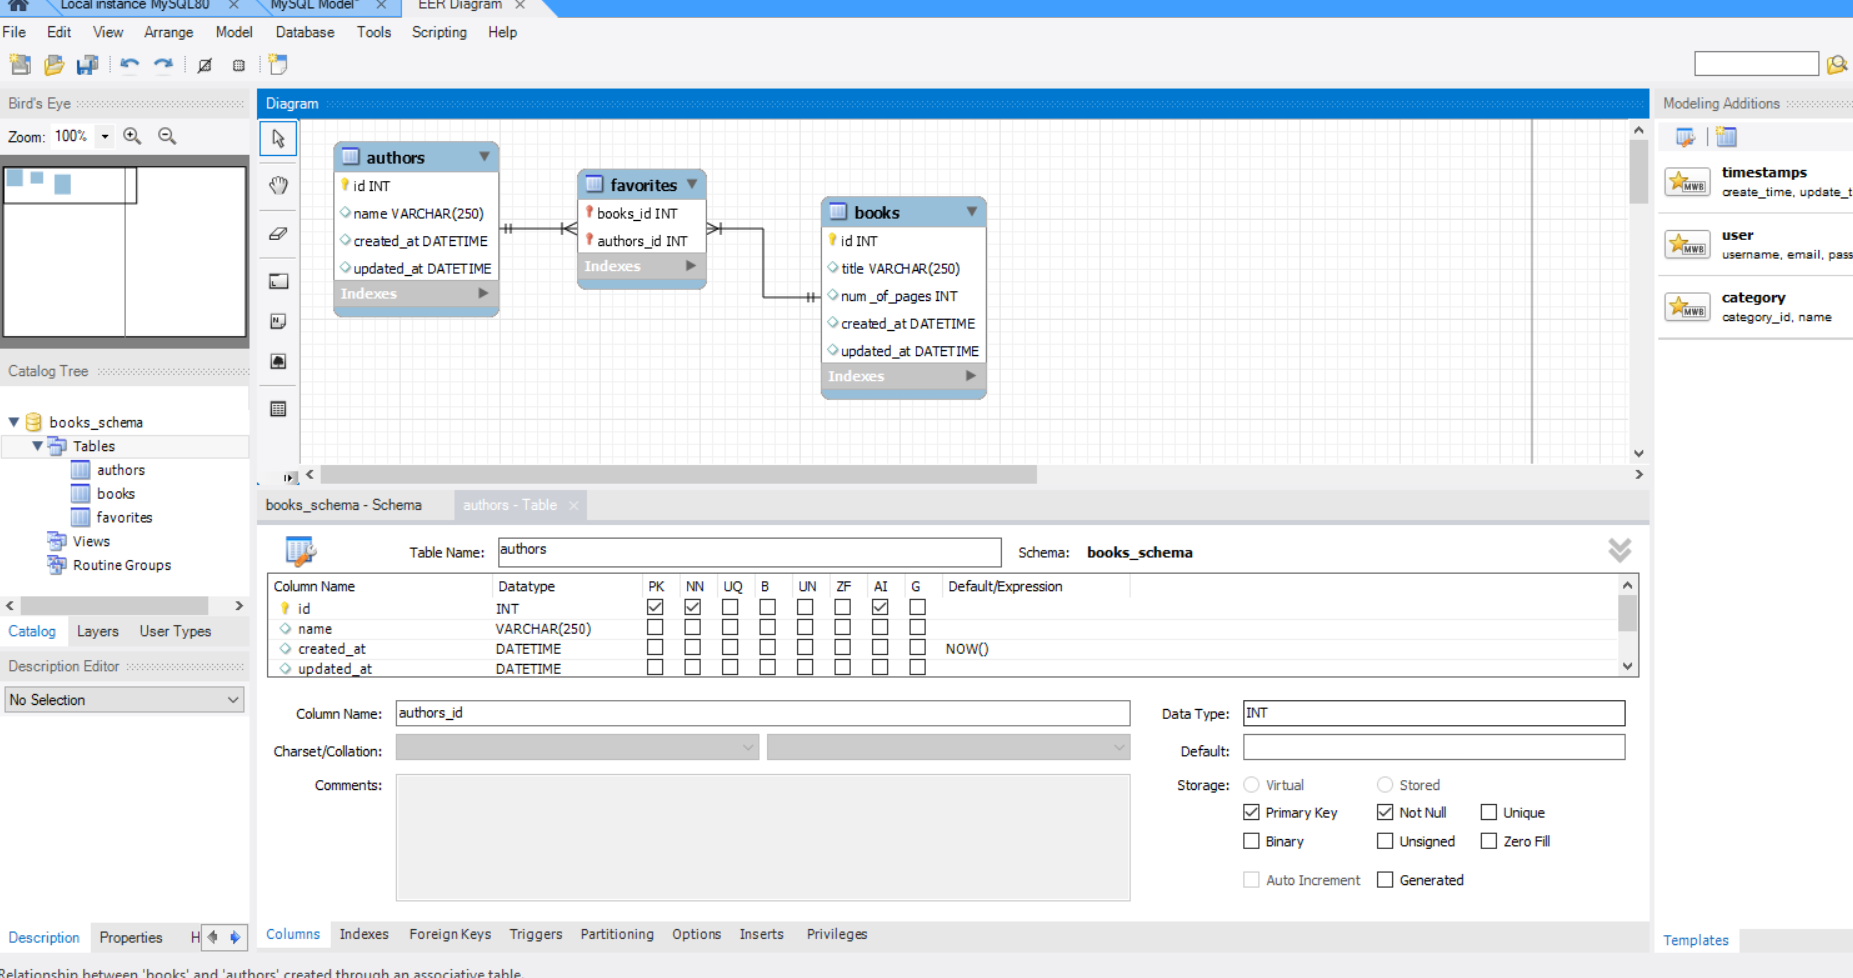 Local instance MySQL80 ×
MySQL Model* ×
EER Diagram ×
File Edit View Arrange Model Database Tools Scripting Help
Bird's Eye
Zoom: 100%
Catalog Tree
books_schema
Tables
authors
books
favorites
Views
Routine Groups
Catalog Layers User Types
Description Editor
No Selection
Description Properties H
Diagram
authors
id INT
name VARCHAR(250)
created_at DATETIME
updated_at DATETIME
Indexes
favorites
books_id INT
authors_id INT
Indexes
books
id INT
title VARCHAR(250)
num _of_pages INT
created_at DATETIME
updated_at DATETIME
Indexes
books_schema - Schema
authors - Table ×
Table Name: authors Schema: books_schema
Column Name Datatype PK NN UQ B UN ZF AI G Default/Expression
id INT
name VARCHAR(250)
created_at DATETIME NOW()
updated_at DATETIME
Column Name: authors_id
Data Type: INT
Charset/Collation:
Default:
Comments:
Storage: Virtual Stored
Primary Key Not Null Unique
Binary Unsigned Zero Fill
Auto Increment Generated
Columns Indexes Foreign Keys Triggers Partitioning Options Inserts Privileges
Modeling Additions
MWB
timestamps
create_time, update_t
MWB
user
username, email, pass
MWB
category
category_id, name
Templates
Relationship between 'books' and 'authors' created through an associative table.